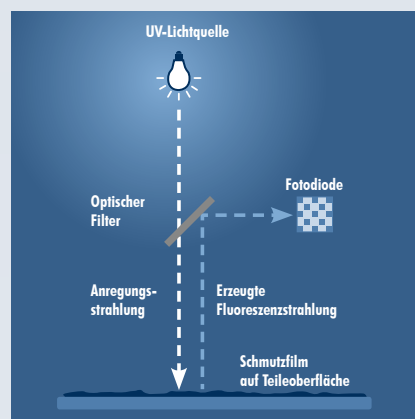 UV-Lichtquelle
Optischer
Filter
Fotodiode
Anregungs-
strahlung
Erzeugte
Fluoreszenzstrahlung
Schmutzfilm
auf Teileoberfläche